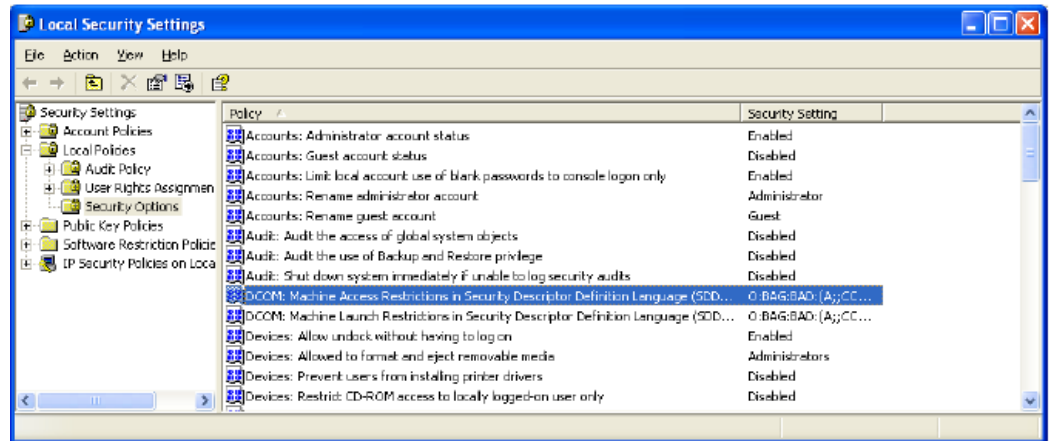 Local Security Settings
File Action View Help
Security Settings
Account Policies
Local Policies
Audit Policy
User Rights Assignmen
Security Options
Public Key Policies
Software Restriction Policie
IP Security Policies on Loca
Policy Security Setting
Accounts: Administrator account status Enabled
Accounts: Guest account status Disabled
Accounts: Limit local account use of blank passwords to console logon only Enabled
Accounts: Rename administrator account Administrator
Accounts: Rename guest account Guest
Audit: Audit the access of global system objects Disabled
Audit: Audit the use of Backup and Restore privilege Disabled
Audit: Shut down system immediately if unable to log security audits Disabled
DCOM: Machine Access Restrictions in Security Descriptor Definition Language (SDD... O:BAG:BAD:(A;;CC...
DCOM: Machine Launch Restrictions in Security Descriptor Definition Language (SDD... O:BAG:BAD:(A;;CC...
Devices: Allow undock without having to log on Enabled
Devices: Allowed to format and eject removable media Administrators
Devices: Prevent users from installing printer drivers Disabled
Devices: Restrict CD-ROM access to locally logged-on user only Disabled